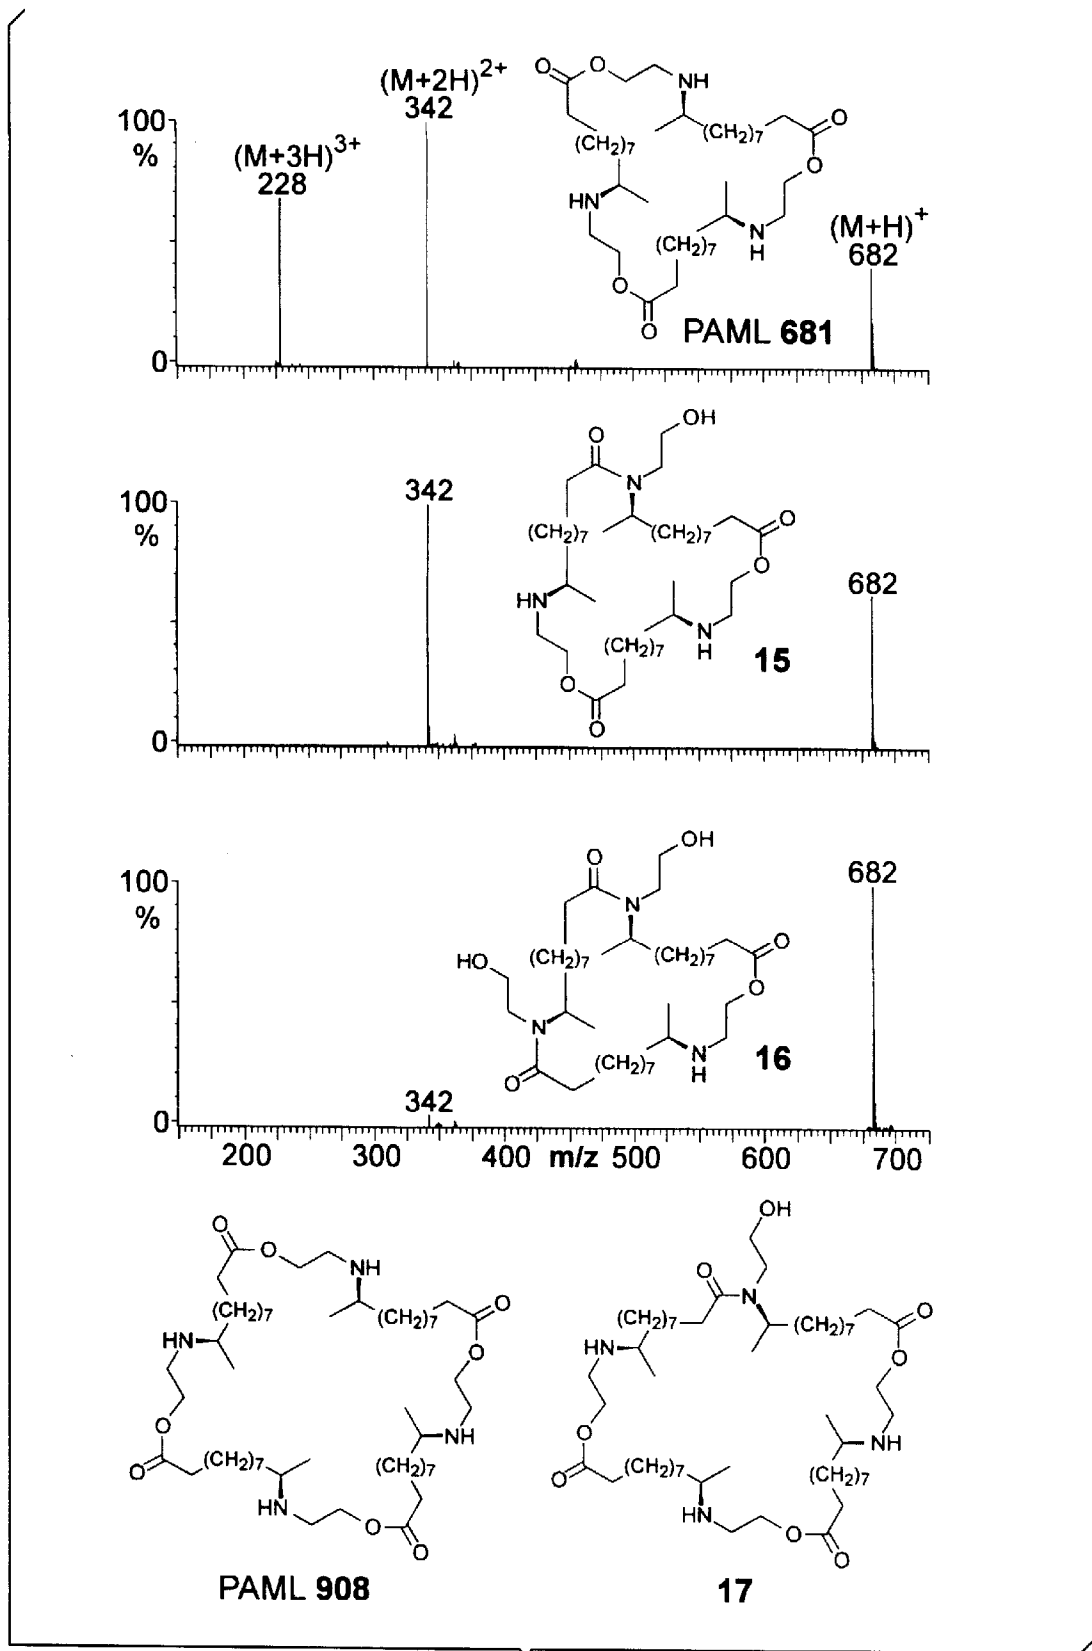 (M+3H)3+
228
(M+2H)2+
342
(M+H)+
682
100
%
0
O O NH
(CH2)7 (CH2)7 O
O
HN
(CH2)7 N
H
O
O
PAML 681
OH
O
N
100
%
0
342
682
(CH2)7 (CH2)7 O
O
HN
(CH2)7 N
H
O
O
15
OH
O
N
100
%
0
342
682
(CH2)7 (CH2)7 O
HO
O
N
(CH2)7 N
H
O
16
200 300 400 m/z 500 600 700
O O NH
(CH2)7 (CH2)7 O
HN
O
O
NH
O (CH2)7 (CH2)7
HN
O
O
PAML 908
OH
O
N
(CH2)7 (CH2)7 O
HN
O
O
NH
O (CH2)7 (CH2)7
HN
O
O
17